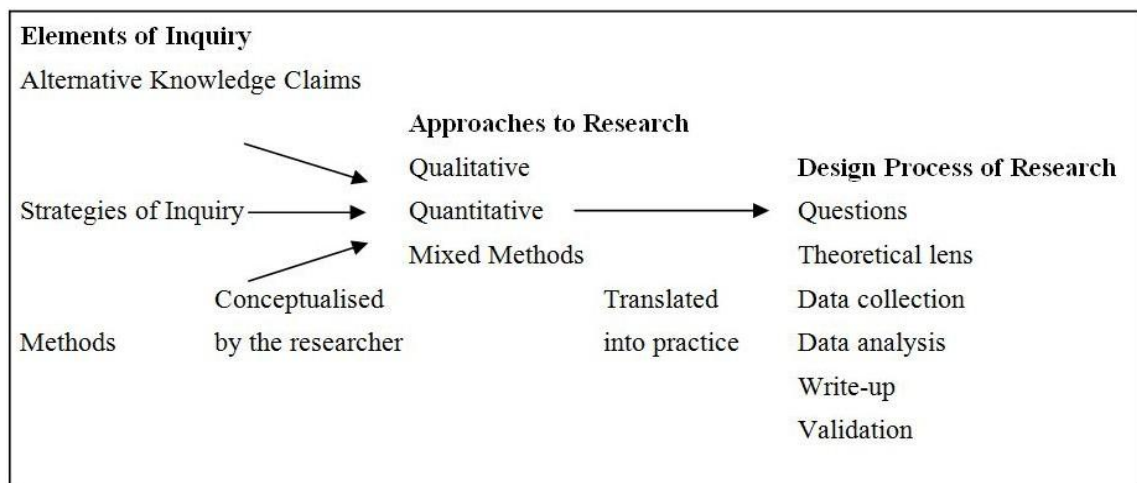 Elements of Inquiry
Alternative Knowledge Claims
Strategies of Inquiry
Methods
Conceptualised
by the researcher
Approaches to Research
Qualitative
Quantitative
Mixed Methods
Translated
into practice
Design Process of Research
Questions
Theoretical lens
Data collection
Data analysis
Write-up
Validation